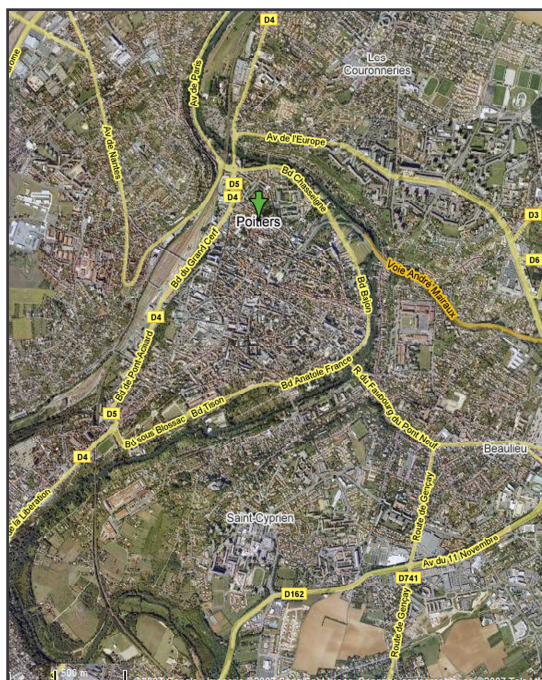 D4
Les
Couronneries
Av de Paris
Av de Nantes
Av de l'Europe
Bd Chasseigne
D5
D4
Poitiers
D3
D6
Bd du Grand Cerf
Voie André Malraux
Bd Bajon
D4
Bd de Pont-Achard
Bd Anatole France
R du Faubourg du Pont Neuf
D5
Bd sous Blossac
Bd Tison
D4
Beaulieu
de la Libération
Route de Gençay
Saint-Cyprien
Av du 11 Novembre
D741
D162
Route de Gençay
500 m